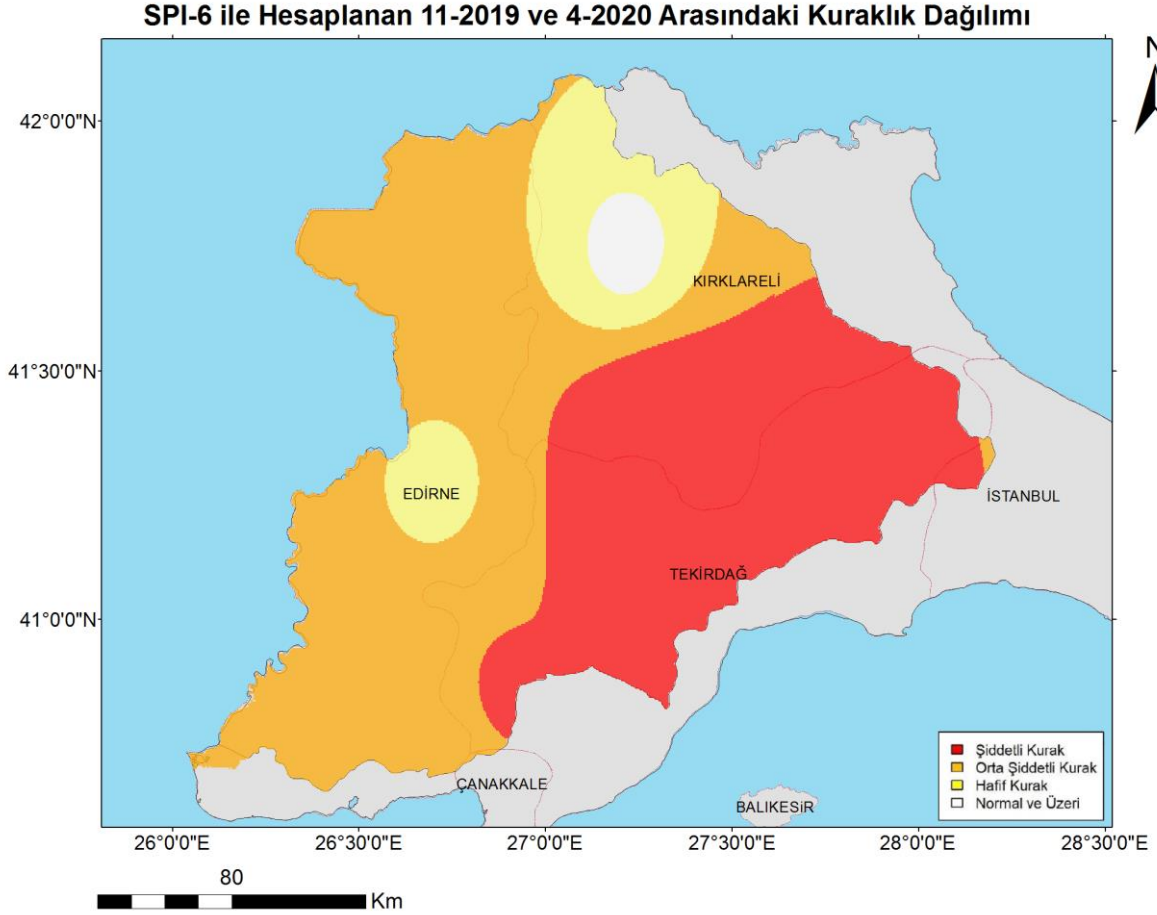 SPI-6 ile Hesaplanan 11-2019 ve 4-2020 Arasındaki Kuraklık Dağılımı
N
42°0'0"N
KIRKLARELİ
41°30'0"N
EDİRNE
İSTANBUL
TEKİRDAĞ
41°0'0"N
Şiddetli Kurak
Orta Şiddetli Kurak
Hafif Kurak
Normal ve Üzeri
ÇANAKKALE
BALIKESİR
26°0'0"E 26°30'0"E 27°0'0"E 27°30'0"E 28°0'0"E 28°30'0"E
80
Km